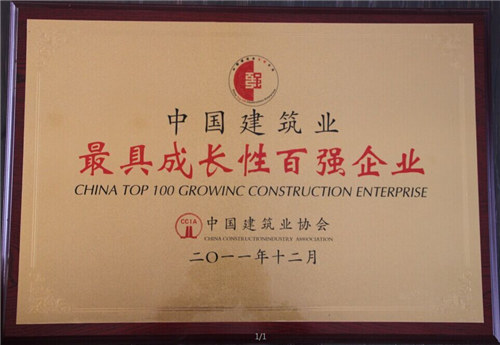 中国建筑业
最具成长性百强企业
CHINA TOP 100 GROWINC CONSTRUCTION ENTERPRISE
CCIA 中国建筑业协会
CHINA CONSTRUCTIONINDUSTRY ASSOCIATION
二〇一一年十二月
1/1